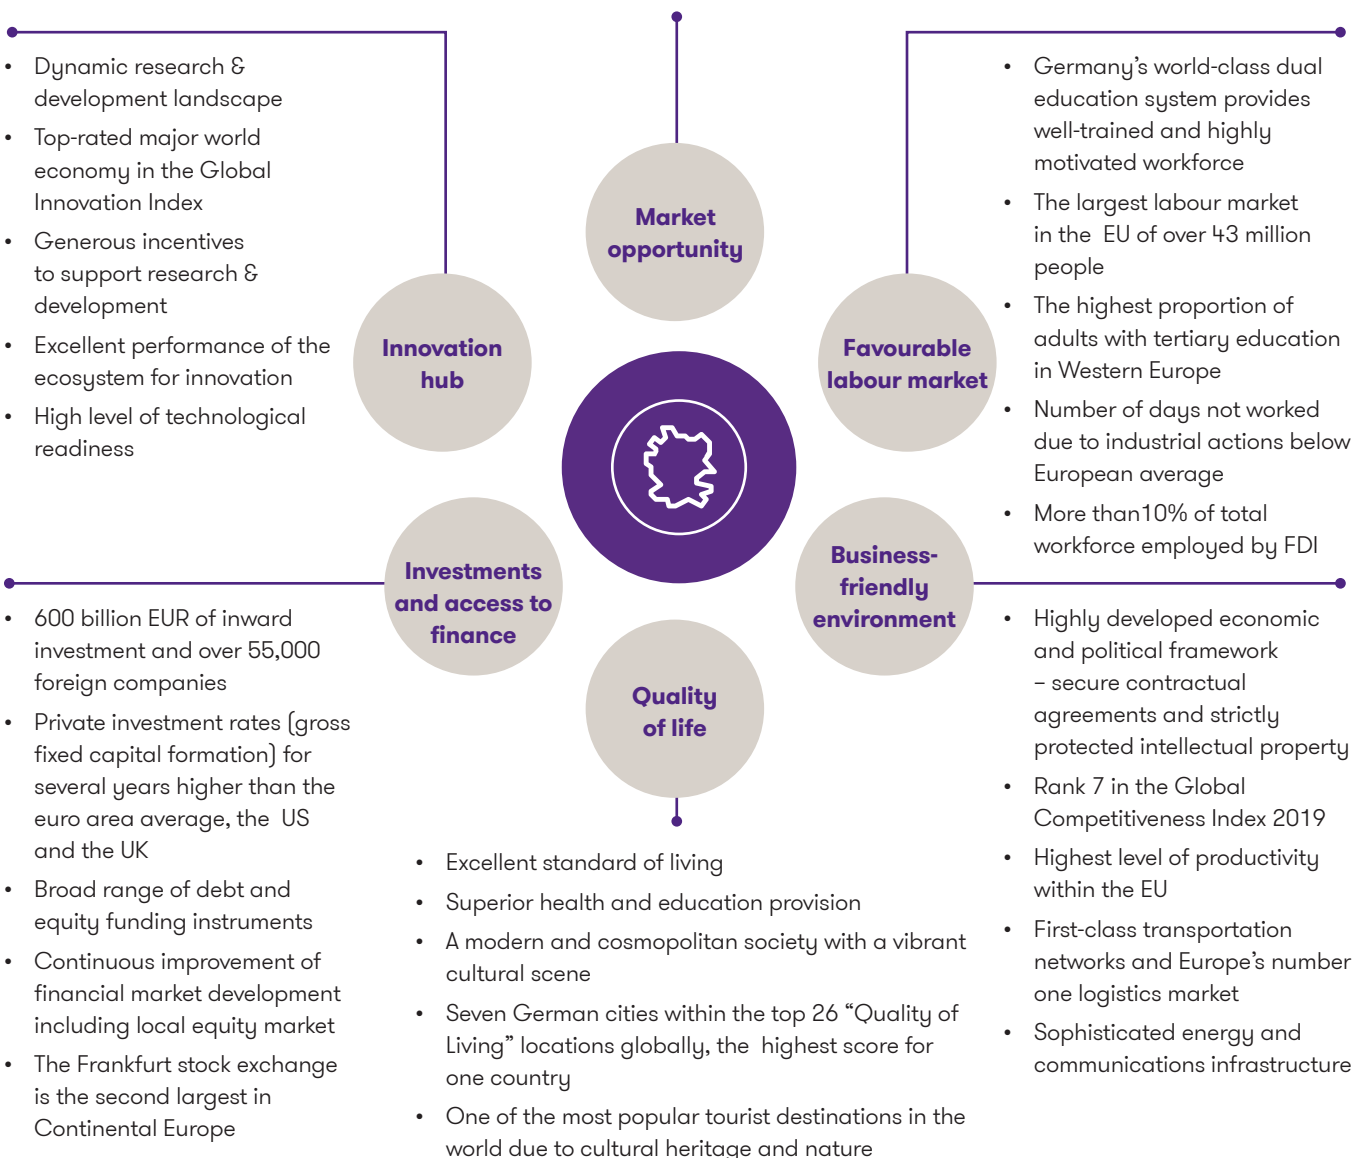 • Dynamic research &
development landscape
• Top-rated major world
economy in the Global
Innovation Index
• Generous incentives
to support research &
development
• Excellent performance of the
ecosystem for innovation
• High level of technological
readiness
Innovation
hub
Market
opportunity
Favourable
labour market
• Germany's world-class dual
education system provides
well-trained and highly
motivated workforce
• The largest labour market
in the EU of over 43 million
people
• The highest proportion of
adults with tertiary education
in Western Europe
• Number of days not worked
due to industrial actions below
European average
• More than10% of total
workforce employed by FDI
Investments
and access to
finance
• 600 billion EUR of inward
investment and over 55,000
foreign companies
• Private investment rates (gross
fixed capital formation) for
several years higher than the
euro area average, the US
and the UK
• Broad range of debt and
equity funding instruments
• Continuous improvement of
financial market development
including local equity market
• The Frankfurt stock exchange
is the second largest in
Continental Europe
Quality
of life
• Excellent standard of living
• Superior health and education provision
• A modern and cosmopolitan society with a vibrant
cultural scene
• Seven German cities within the top 26 “Quality of
Living” locations globally, the highest score for
one country
• One of the most popular tourist destinations in the
world due to cultural heritage and nature
Business-
friendly
environment
• Highly developed economic
and political framework
– secure contractual
agreements and strictly
protected intellectual property
• Rank 7 in the Global
Competitiveness Index 2019
• Highest level of productivity
within the EU
• First-class transportation
networks and Europe's number
one logistics market
• Sophisticated energy and
communications infrastructure